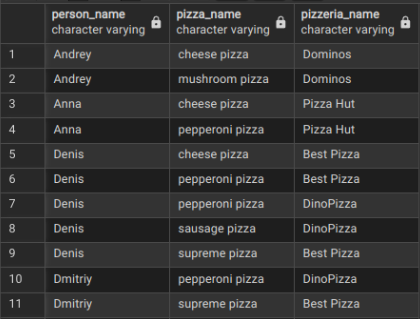 person_name pizza_name pizzeria_name
character varying character varying character varying
1 Andrey cheese pizza Dominos
2 Andrey mushroom pizza Dominos
3 Anna cheese pizza Pizza Hut
4 Anna pepperoni pizza Pizza Hut
5 Denis cheese pizza Best Pizza
6 Denis pepperoni pizza Best Pizza
7 Denis pepperoni pizza DinoPizza
8 Denis sausage pizza DinoPizza
9 Denis supreme pizza Best Pizza
10 Dmitriy pepperoni pizza DinoPizza
11 Dmitriy supreme pizza Best Pizza